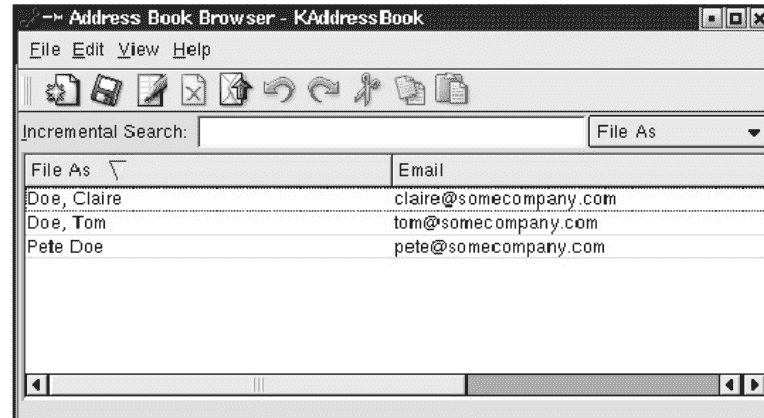 Address Book Browser - KAddressBook
File Edit View Help
Incremental Search: File As
File As Email
Doe, Claire claire@somecompany.com
Doe, Tom tom@somecompany.com
Pete Doe pete@somecompany.com